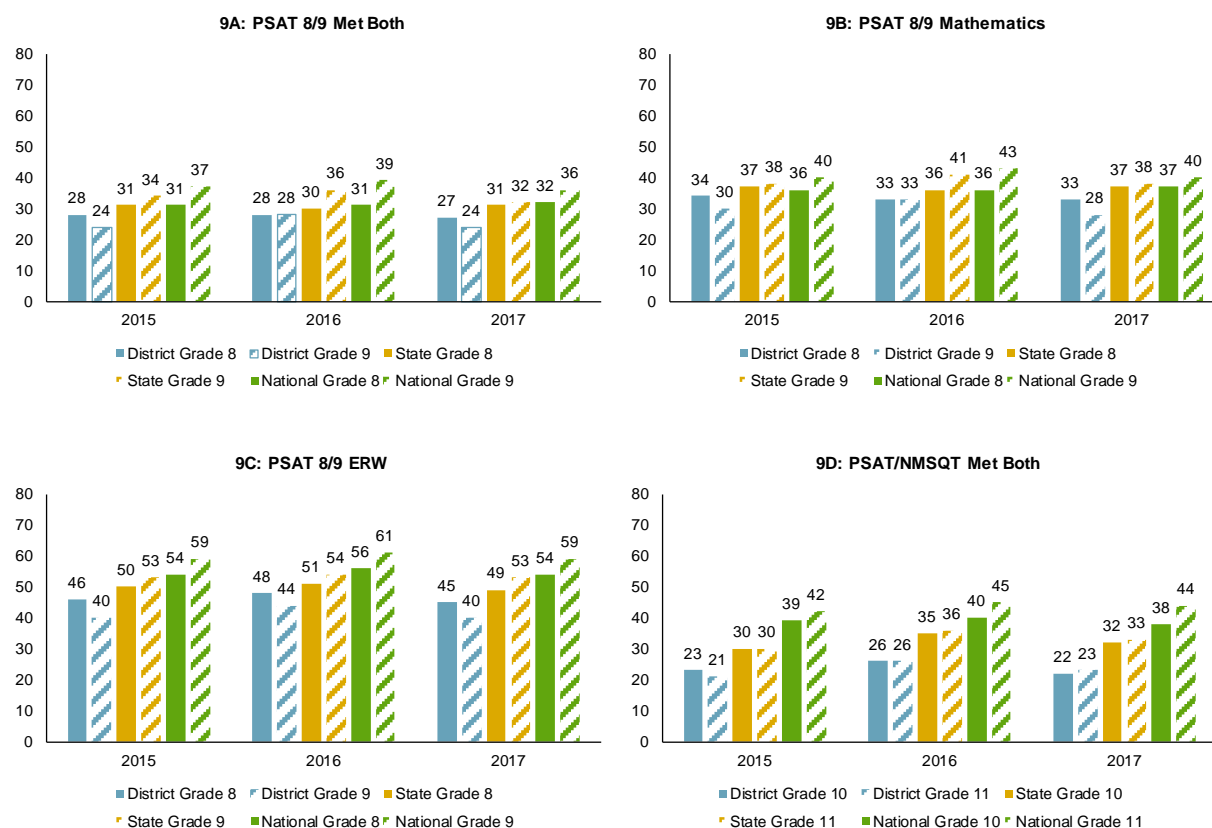 9A: PSAT 8/9 Met Both
80
70
60
50
40
30
20
10
0
28 24 31 34 31 37
28 28 30 36 31 39
27 24 31 32 32 36
2015 2016 2017
District Grade 8 District Grade 9 State Grade 8
State Grade 9 National Grade 8 National Grade 9
9B: PSAT 8/9 Mathematics
80
70
60
50
40
30
20
10
0
34 30 37 38 36 40
33 33 36 41 36 43
33 28 37 38 37 40
2015 2016 2017
District Grade 8 District Grade 9 State Grade 8
State Grade 9 National Grade 8 National Grade 9
9C: PSAT 8/9 ERW
80
70
60
50
40
30
20
10
0
46 40 50 53 54 59
48 44 51 54 56 61
45 40 49 53 54 59
2015 2016 2017
District Grade 8 District Grade 9 State Grade 8
State Grade 9 National Grade 8 National Grade 9
9D: PSAT/NMSQT Met Both
80
70
60
50
40
30
20
10
0
23 21 30 30 39 42
26 26 35 36 40 45
22 23 32 33 38 44
2015 2016 2017
District Grade 10 District Grade 11 State Grade 10
State Grade 11 National Grade 10 National Grade 11